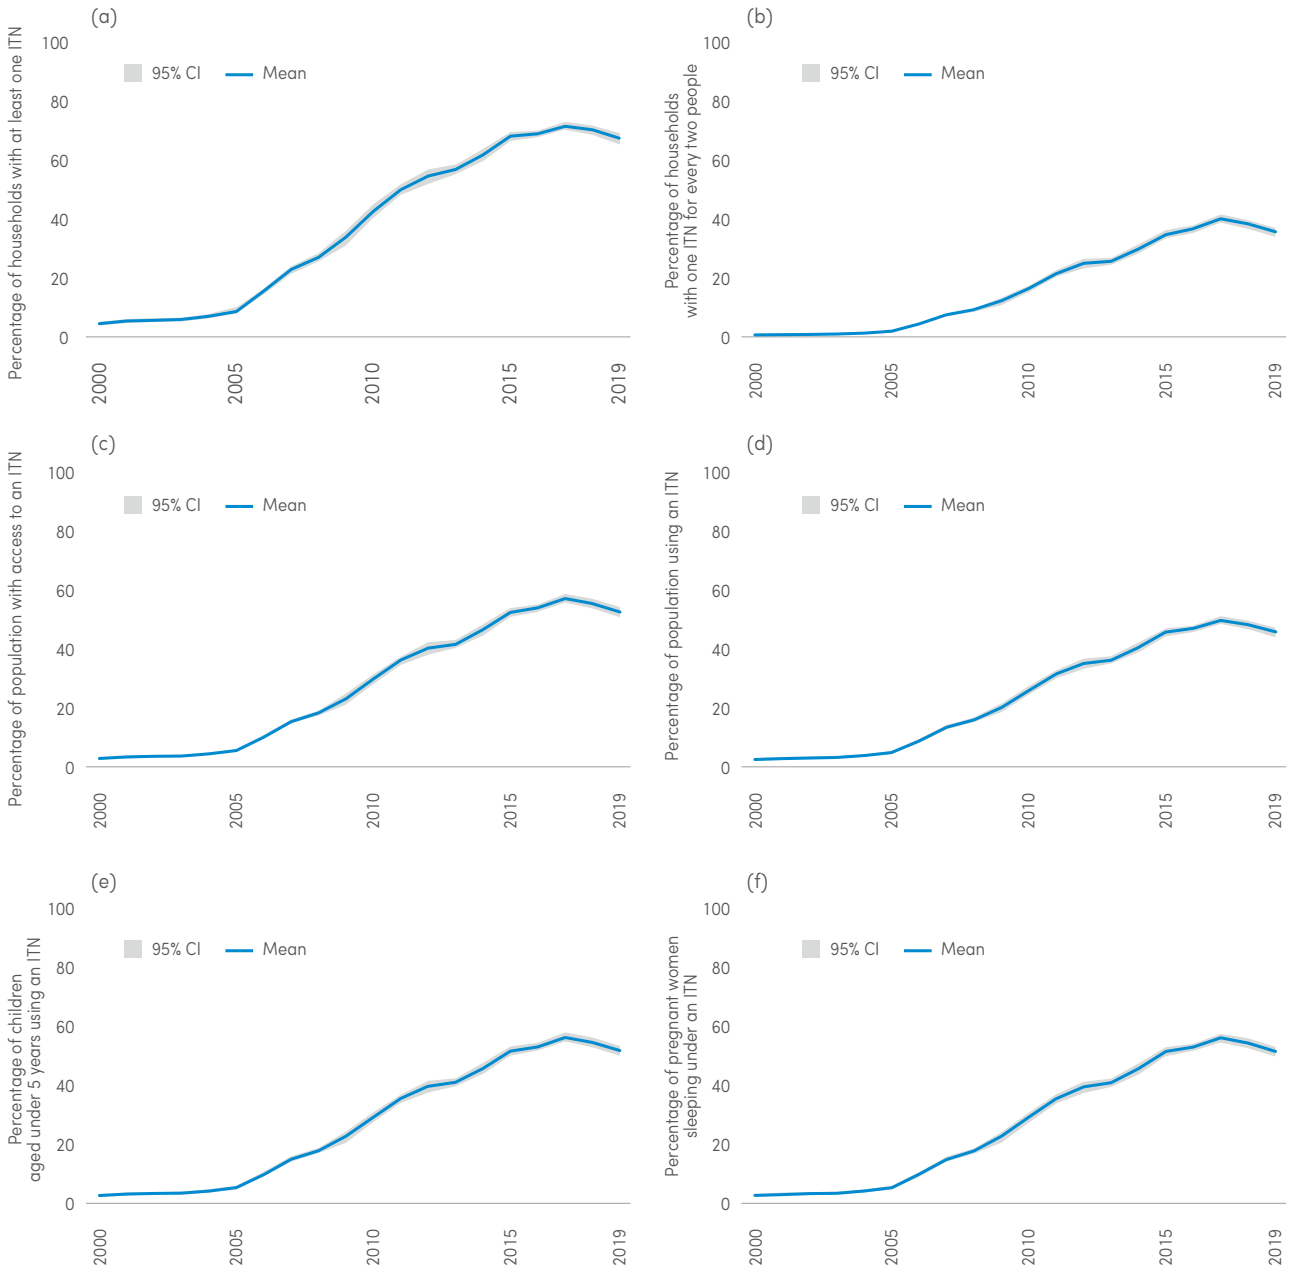 (a)
Percentage of households with at least one ITN
100
80
60
40
20
0
95% CI
Mean
2000
2005
2010
2015
2019
(b)
Percentage of households
with one ITN for every two people
100
80
60
40
20
0
95% CI
Mean
2000
2005
2010
2015
2019
(c)
Percentage of population with access to an ITN
100
80
60
40
20
0
95% CI
Mean
2000
2005
2010
2015
2019
(d)
Percentage of population using an ITN
100
80
60
40
20
0
95% CI
Mean
2000
2005
2010
2015
2019
(e)
Percentage of children
aged under 5 years using an ITN
100
80
60
40
20
0
95% CI
Mean
2000
2005
2010
2015
2019
(f)
Percentage of pregnant women
sleeping under an ITN
100
80
60
40
20
0
95% CI
Mean
2000
2005
2010
2015
2019